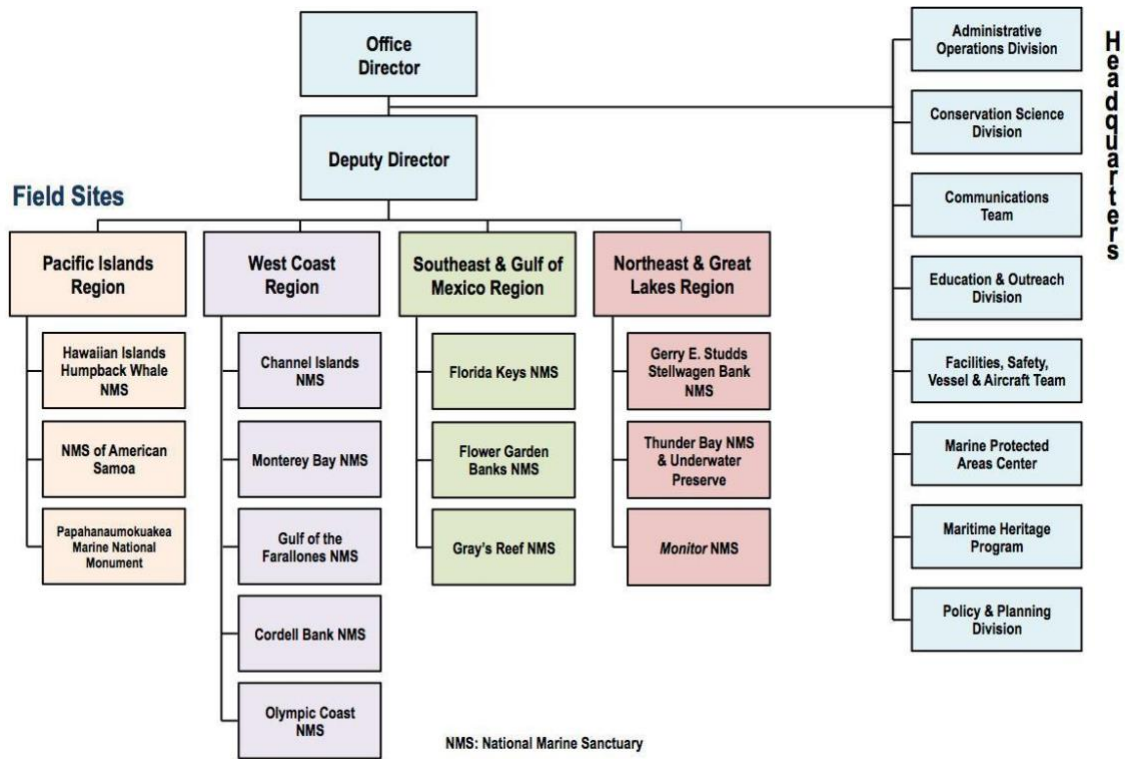 Office
Director
Deputy Director
Field Sites
Pacific Islands
Region
Hawaiian Islands
Humpback Whale
NMS
NMS of American
Samoa
Papahanaumokuakea
Marine National
Monument
West Coast
Region
Channel Islands
NMS
Monterey Bay NMS
Gulf of the
Farallones NMS
Cordell Bank NMS
Olympic Coast
NMS
Southeast & Gulf of
Mexico Region
Florida Keys NMS
Flower Garden
Banks NMS
Gray's Reef NMS
Northeast & Great
Lakes Region
Gerry E. Studds
Stellwagen Bank
NMS
Thunder Bay NMS
& Underwater
Preserve
Monitor NMS
Headquarters
Administrative
Operations Division
Conservation Science
Division
Communications
Team
Education & Outreach
Division
Facilities, Safety,
Vessel & Aircraft Team
Marine Protected
Areas Center
Maritime Heritage
Program
Policy & Planning
Division
NMS: National Marine Sanctuary